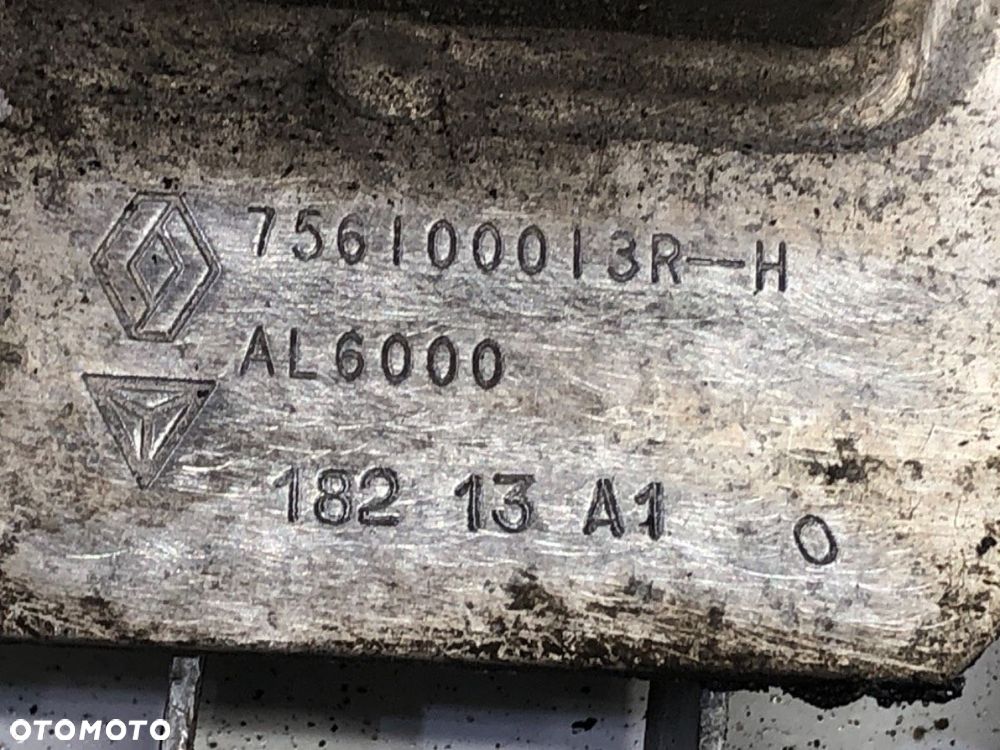 756100013R-H
AL6000
182 13 A1 0
OTOMOTO